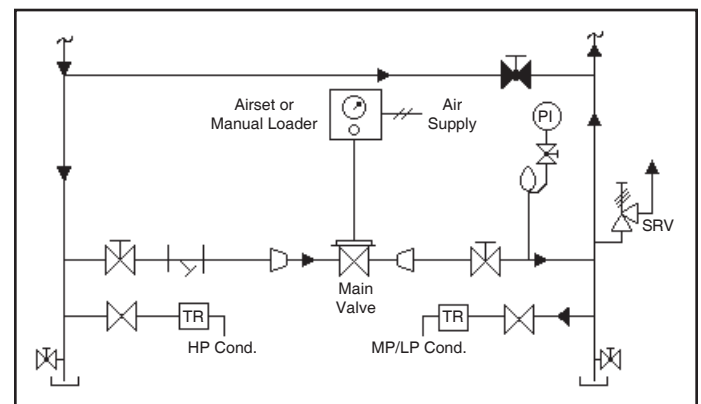 Airset or
Manual Loader
Air
Supply
PI
SRV
Main
Valve
TR
HP Cond.
TR
MP/LP Cond.